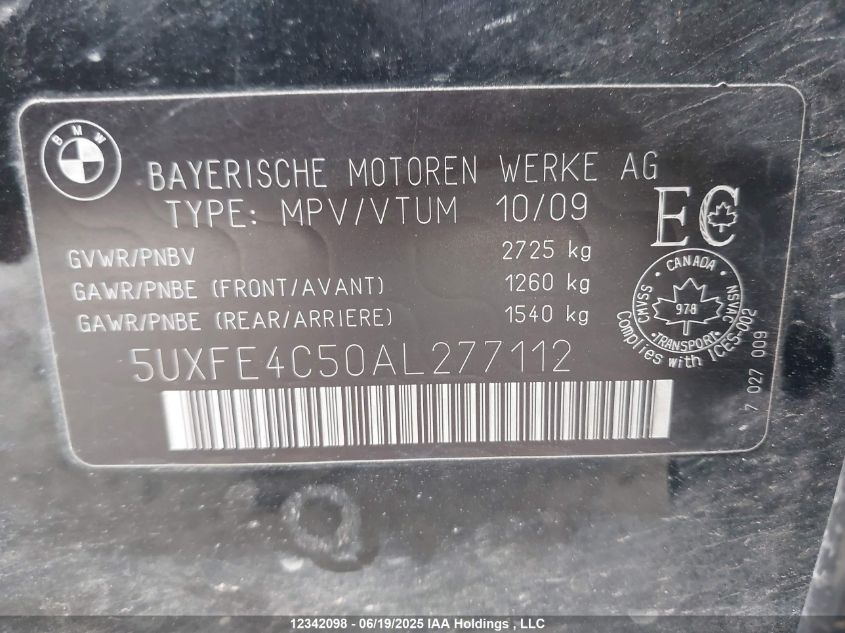 BMW
BAYERISCHE MOTOREN WERKE AG
TYPE: MPV/VTUM 10/09
EC
GVWR/PNBV 2725 kg
GAWR/PNBE (FRONT/AVANT) 1260 kg
GAWR/PNBE (REAR/ARRIERE) 1540 kg
CANADA
SSAWG 978 NSVAC
TRANSPORT
Complies with ICES-002
7 027 009
5UXFE4C50AL277112
12342098 - 06/19/2025 IAA Holdings , LLC